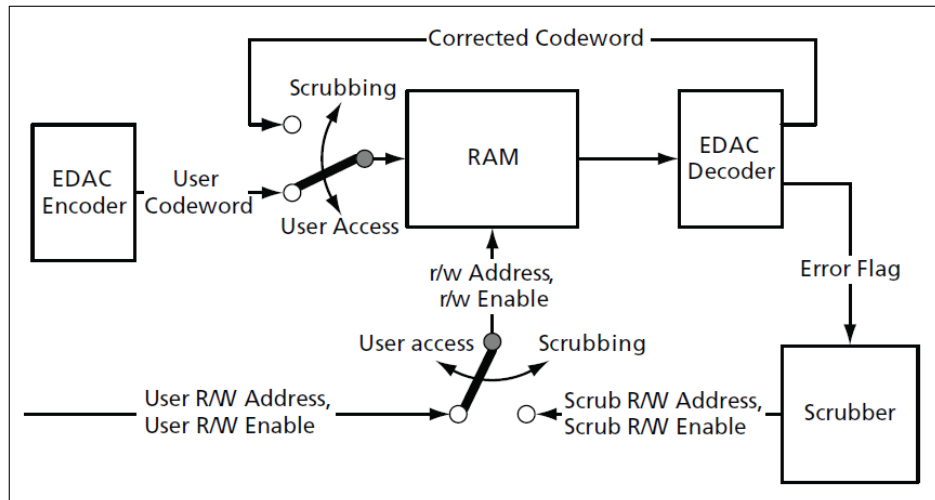 Corrected Codeword
Scrubbing
EDAC
Encoder
User
Codeword
User Access
RAM
EDAC
Decoder
r/w Address,
r/w Enable
Error Flag
User access
Scrubbing
User R/W Address,
User R/W Enable
Scrub R/W Address,
Scrub R/W Enable
Scrubber